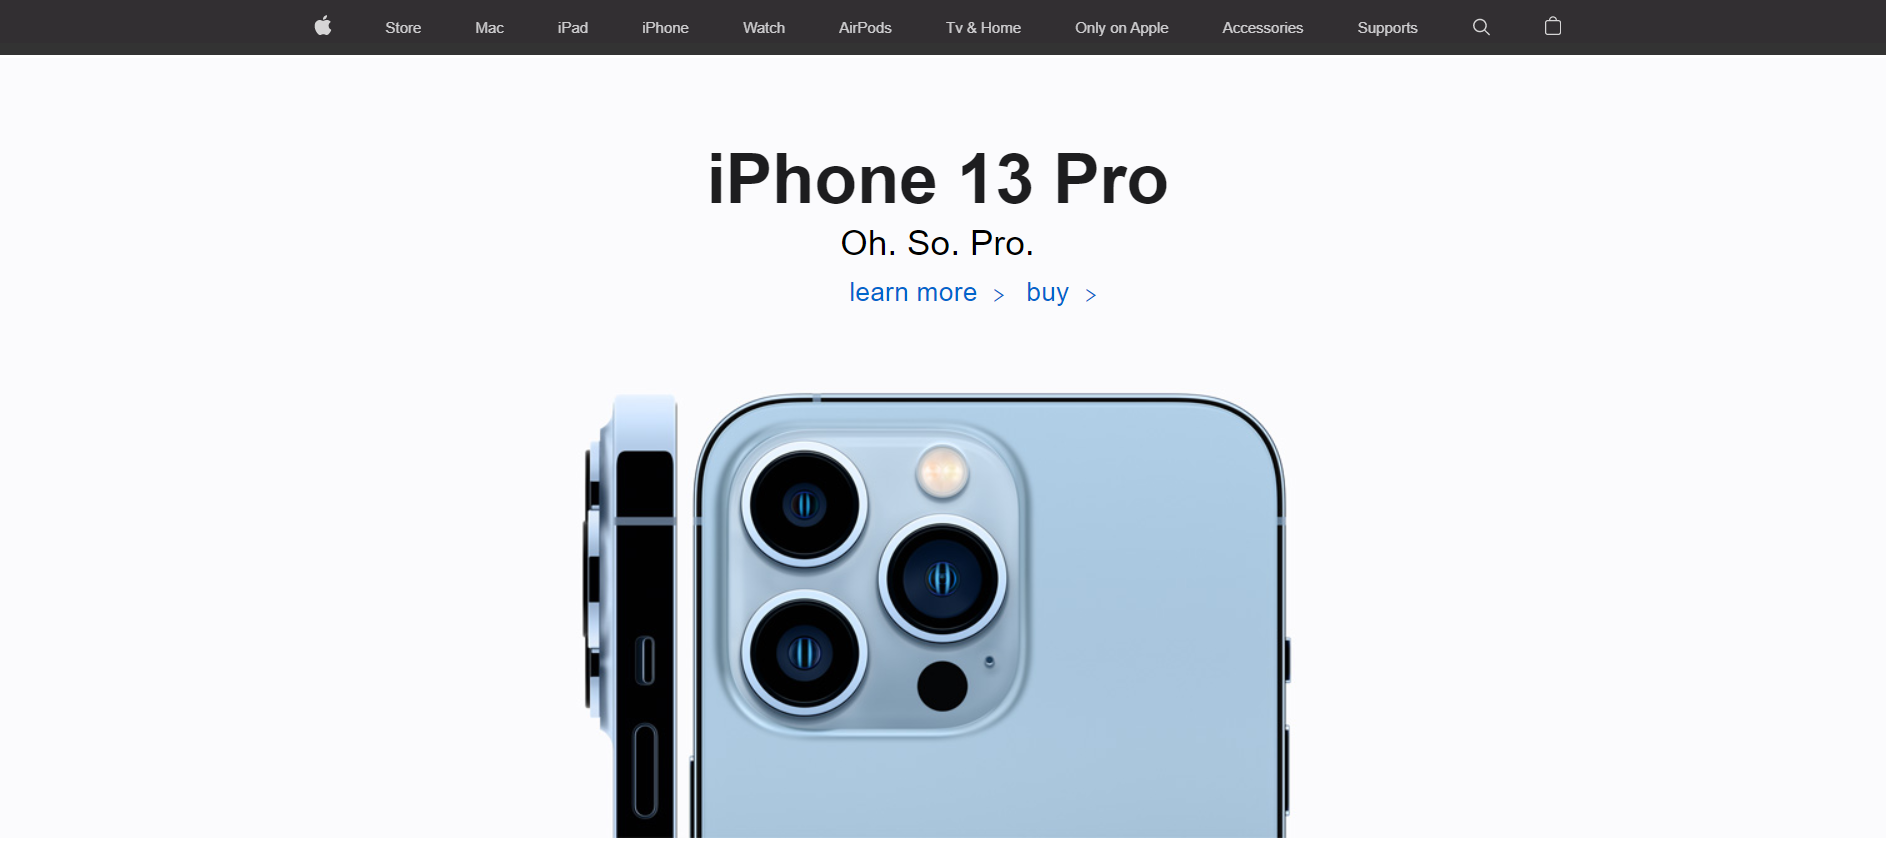 Store Mac iPad iPhone Watch AirPods Tv & Home Only on Apple Accessories Supports
iPhone 13 Pro
Oh. So. Pro.
learn more > buy >